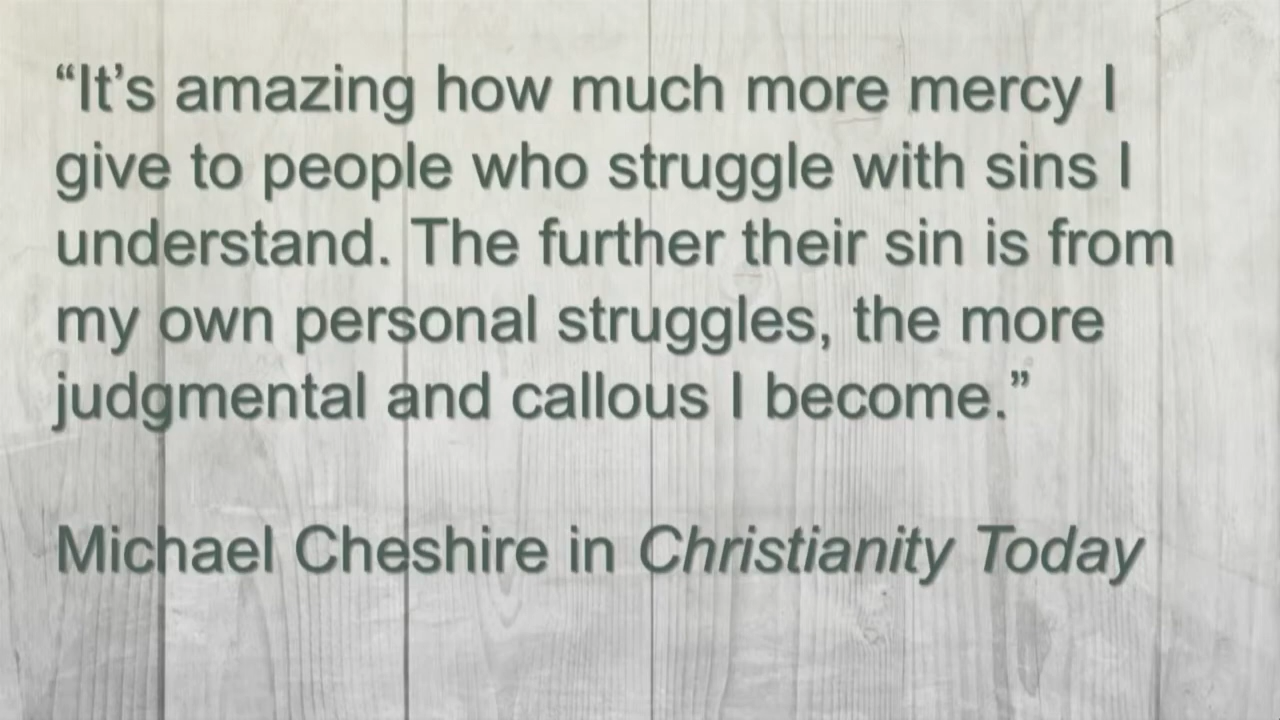 “It’s amazing how much more mercy I
give to people who struggle with sins I
understand. The further their sin is from
my own personal struggles, the more
judgmental and callous I become.”
Michael Cheshire in Christianity Today